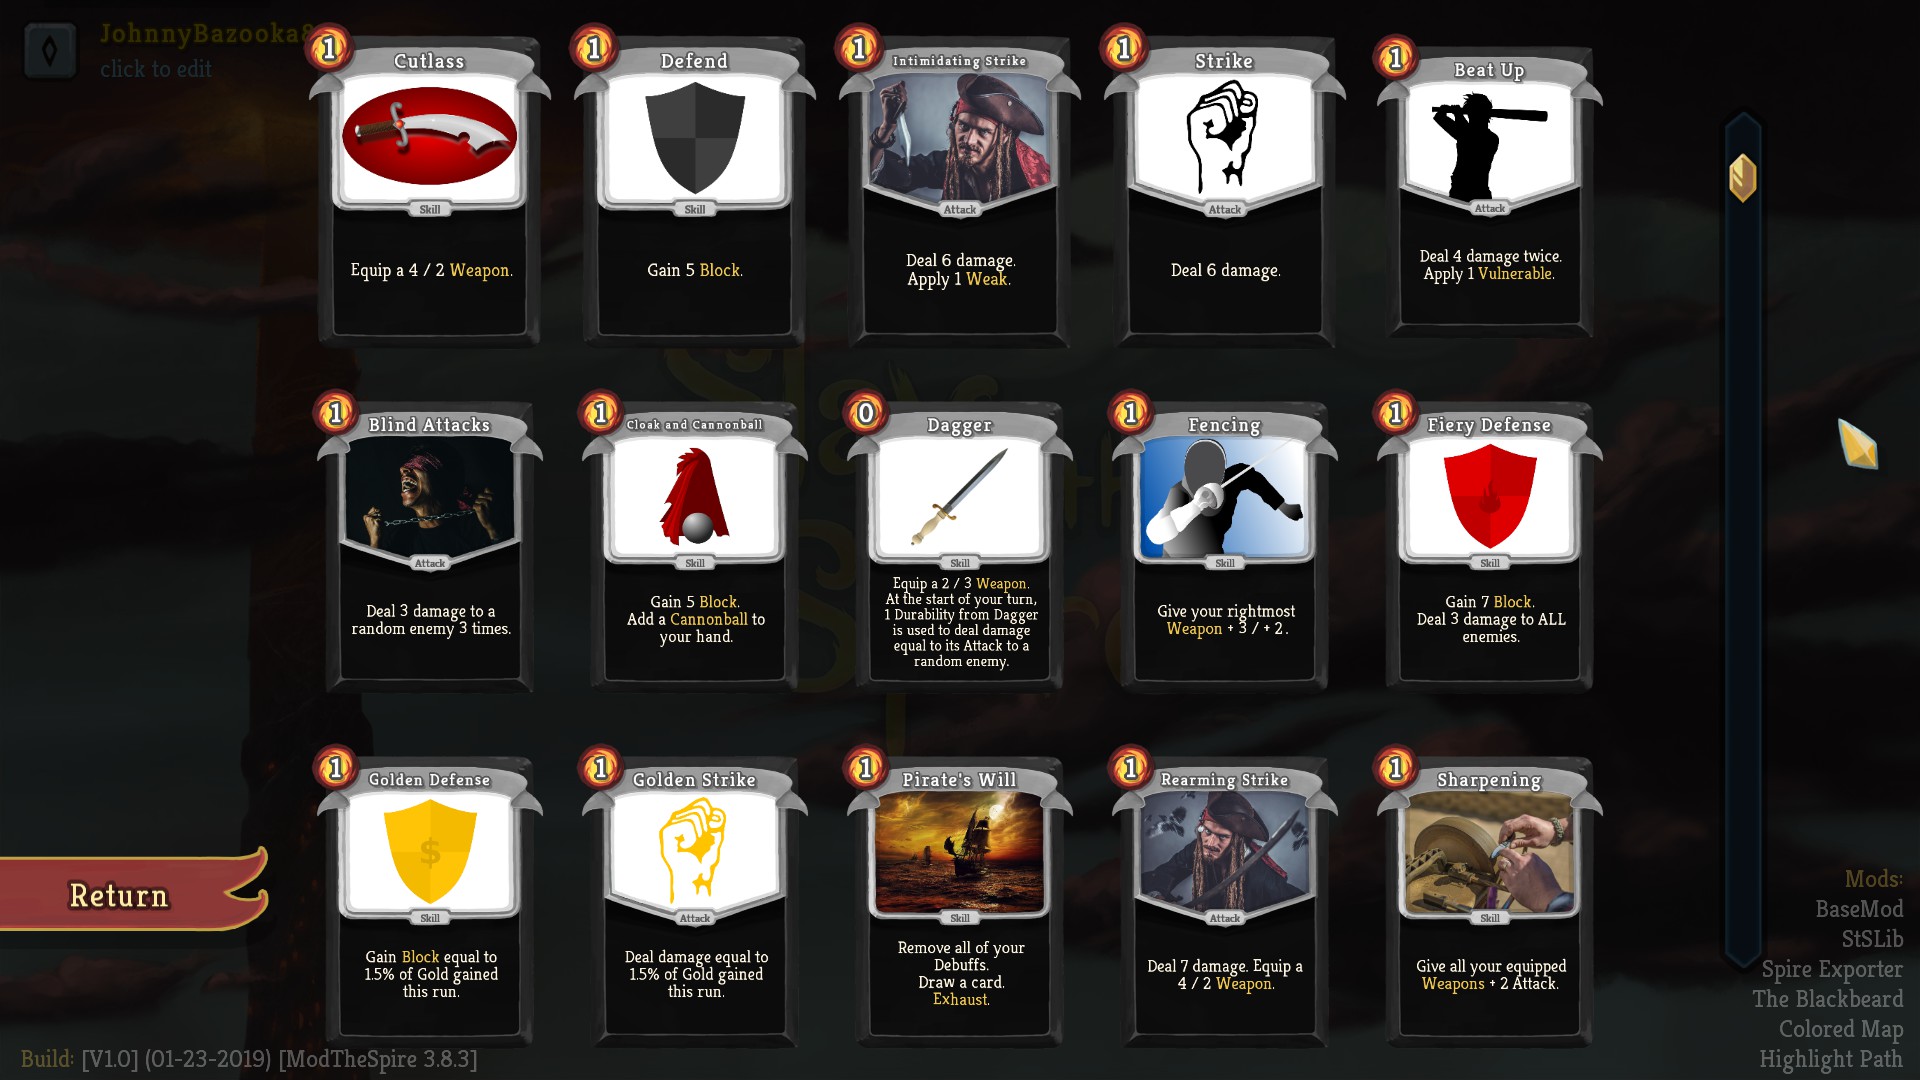 JohnnyBazooka8
click to edit
1
Cutlass
Skill
Equip a 4 / 2 Weapon.
1
Defend
Skill
Gain 5 Block.
1
Intimidating Strike
Attack
Deal 6 damage.
Apply 1 Weak.
1
Strike
Attack
Deal 6 damage.
1
Beat Up
Attack
Deal 4 damage twice.
Apply 1 Vulnerable.
1
Blind Attacks
Attack
Deal 3 damage to a
random enemy 3 times.
1
Cloak and Cannonball
Skill
Gain 5 Block.
Add a Cannonball to
your hand.
0
Dagger
Skill
Equip a 2 / 3 Weapon.
At the start of your turn,
1 Durability from Dagger
is used to deal damage
equal to its Attack to a
random enemy.
1
Fencing
Skill
Give your rightmost
Weapon + 3 / + 2.
1
Fiery Defense
Skill
Gain 7 Block.
Deal 3 damage to ALL
enemies.
1
Golden Defense
$
Skill
Gain Block equal to
1.5% of Gold gained
this run.
1
Golden Strike
Attack
Deal damage equal to
1.5% of Gold gained
this run.
1
Pirate's Will
Skill
Remove all of your
Debuffs.
Draw a card.
Exhaust.
1
Rearming Strike
Attack
Deal 7 damage. Equip a
4 / 2 Weapon.
1
Sharpening
Skill
Give all your equipped
Weapons + 2 Attack.
Return
Mods:
BaseMod
StSLib
Spire Exporter
The Blackbeard
Colored Map
Highlight Path
Build: [V1.0] (01-23-2019) [ModTheSpire 3.8.3]